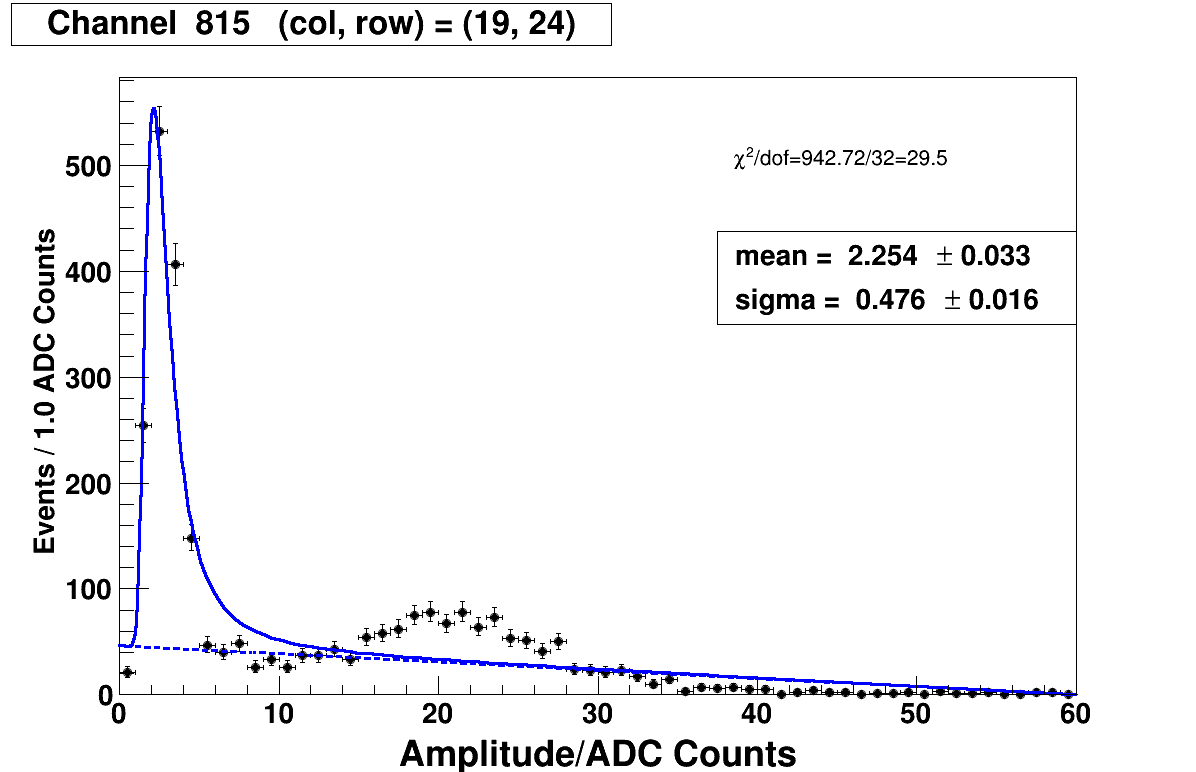 Channel 815 (col, row) = (19, 24)
χ²/dof=942.72/32=29.5
mean = 2.254 ± 0.033
sigma = 0.476 ± 0.016
Events / 1.0 ADC Counts
500
400
300
200
100
0
0 10 20 30 40 50 60
Amplitude/ADC Counts